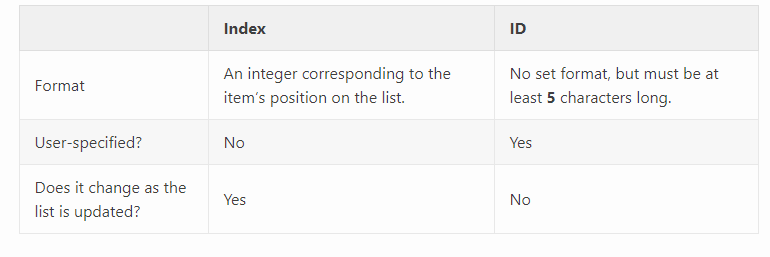 Index ID
Format An integer corresponding to the No set format, but must be at
item's position on the list. least 5 characters long.
User-specified? No Yes
Does it change as the
list is updated? Yes No